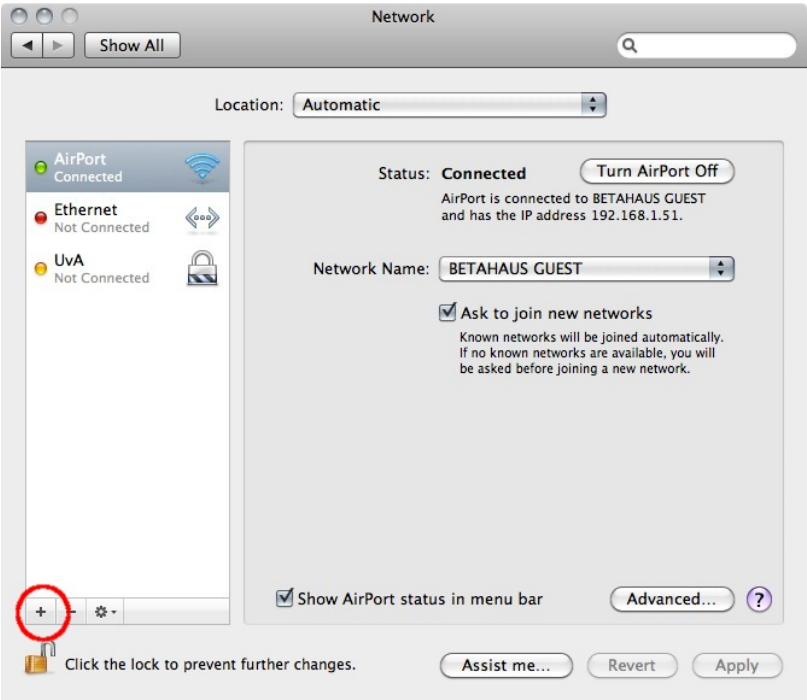 Network
Show All
Location: Automatic
AirPort
Connected
Ethernet
Not Connected
UvA
Not Connected
Status: Connected
Turn AirPort Off
AirPort is connected to BETAHAUS GUEST
and has the IP address 192.168.1.51.
Network Name: BETAHAUS GUEST
Ask to join new networks
Known networks will be joined automatically.
If no known networks are available, you will
be asked before joining a new network.
+ −
Show AirPort status in menu bar
Advanced... ?
Click the lock to prevent further changes.
Assist me...
Revert
Apply